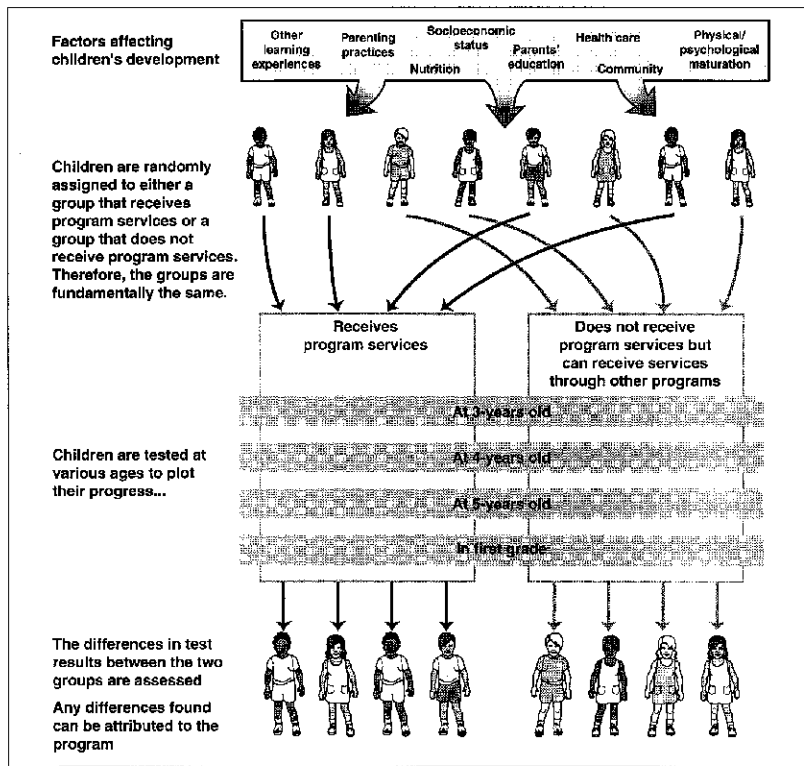 Factors affecting
children's development
Other
learning
experiences
Parenting
practices
Socioeconomic
status
Nutrition
Parents'
education
Health care
Community
Physical/
psychological
maturation
Children are randomly
assigned to either a
group that receives
program services or a
group that does not
receive program services.
Therefore, the groups are
fundamentally the same.
Receives
program services
Does not receive
program services but
can receive services
through other programs
At 3-years old
Children are tested at
various ages to plot
their progress...
At 4-years old
At 5-years old
In first grade
The differences in test
results between the two
groups are assessed
Any differences found
can be attributed to the
program